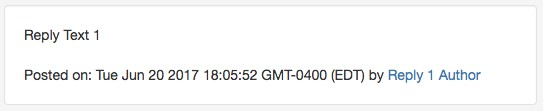 Reply Text 1
Posted on: Tue Jun 20 2017 18:05:52 GMT-0400 (EDT) by Reply 1 Author